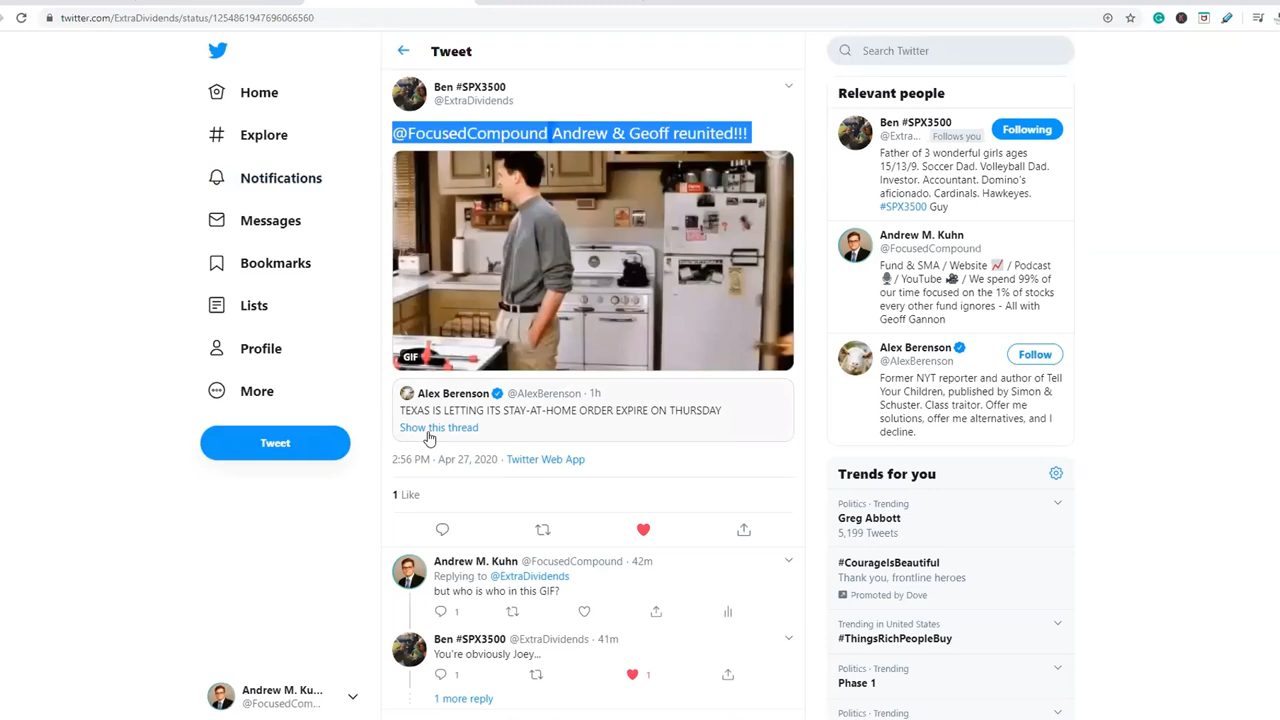 twitter.com/ExtraDividends/status/1254861947696066560
Home
Explore
Notifications
Messages
Bookmarks
Lists
Profile
More
Tweet
Andrew M. Ku...
@FocusedCom...
Tweet
Ben #SPX3500
@ExtraDividends
@FocusedCompound Andrew & Geoff reunited!!!
GIF
Alex Berenson @AlexBerenson · 1h
TEXAS IS LETTING ITS STAY-AT-HOME ORDER EXPIRE ON THURSDAY
Show this thread
2:56 PM · Apr 27, 2020 · Twitter Web App
1 Like
Andrew M. Kuhn @FocusedCompound · 42m
Replying to @ExtraDividends
but who is who in this GIF?
1
Ben #SPX3500 @ExtraDividends · 41m
You're obviously Joey...
1 1
1 more reply
Search Twitter
Relevant people
Ben #SPX3500
@Extra... Follows you
Following
Father of 3 wonderful girls ages
15/13/9. Soccer Dad. Volleyball Dad.
Investor. Accountant. Domino's
aficionado. Cardinals. Hawkeyes.
#SPX3500 Guy
Andrew M. Kuhn
@FocusedCompound
Fund & SMA / Website 📈 / Podcast
🎙️ / YouTube 🎥 / We spend 99% of
our time focused on the 1% of stocks
every other fund ignores - All with
Geoff Gannon
Alex Berenson
@AlexBerenson
Follow
Former NYT reporter and author of Tell
Your Children, published by Simon &
Schuster. Class traitor. Offer me
solutions, offer me alternatives, and I
decline.
Trends for you
Politics · Trending
Greg Abbott
5,199 Tweets
#CourageIsBeautiful
Thank you, frontline heroes
Promoted by Dove
Trending in United States
#ThingsRichPeopleBuy
Politics · Trending
Phase 1
Politics · Trending